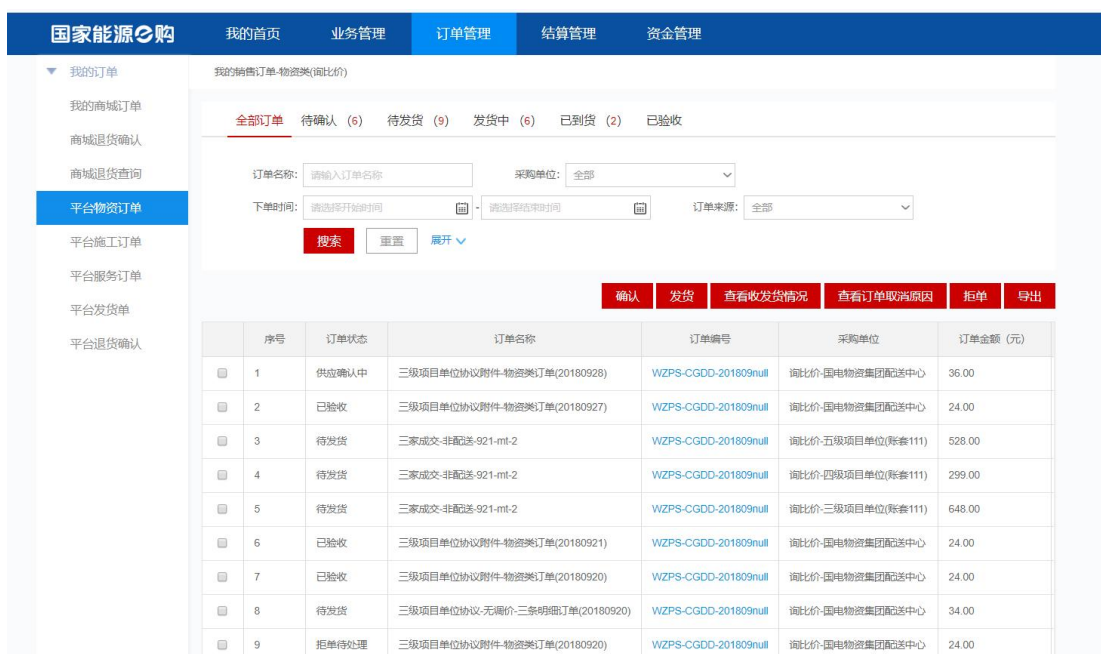 国家能源e购 我的首页 业务管理 订单管理 结算管理 资金管理
我的订单
我的商城订单
商城退货确认
商城退货查询
平台物资订单
平台施工订单
平台服务订单
平台发货单
平台退货确认
我的销售订单-物资类(询比价)
全部订单 待确认 (6) 待发货 (9) 发货中 (6) 已到货 (2) 已验收
订单名称: 请输入订单名称 采购单位: 全部
下单时间: 请选择开始时间 - 请选择结束时间 订单来源: 全部
搜索 重置 展开
确认 发货 查看收发货情况 查看订单取消原因 拒单 导出
序号 订单状态 订单名称 订单编号 采购单位 订单金额 (元)
1 供应确认中 三级项目单位协议附件-物资类订单(20180928) WZPS-CGDD-201809null 询比价-国电物资集团配送中心 36.00
2 已验收 三级项目单位协议附件-物资类订单(20180927) WZPS-CGDD-201809null 询比价-国电物资集团配送中心 24.00
3 待发货 三家成交-非配送-921-mt-2 WZPS-CGDD-201809null 询比价-五级项目单位(账套111) 528.00
4 待发货 三家成交-非配送-921-mt-2 WZPS-CGDD-201809null 询比价-四级项目单位(账套111) 299.00
5 待发货 三家成交-非配送-921-mt-2 WZPS-CGDD-201809null 询比价-三级项目单位(账套111) 648.00
6 已验收 三级项目单位协议附件-物资类订单(20180921) WZPS-CGDD-201809null 询比价-国电物资集团配送中心 24.00
7 已验收 三级项目单位协议附件-物资类订单(20180920) WZPS-CGDD-201809null 询比价-国电物资集团配送中心 24.00
8 待发货 三级项目单位协议-无调价-三条明细订单(20180920) WZPS-CGDD-201809null 询比价-国电物资集团配送中心 34.00
9 拒单待处理 三级项目单位协议附件-物资类订单(20180920) WZPS-CGDD-201809null 询比价-国电物资集团配送中心 24.00